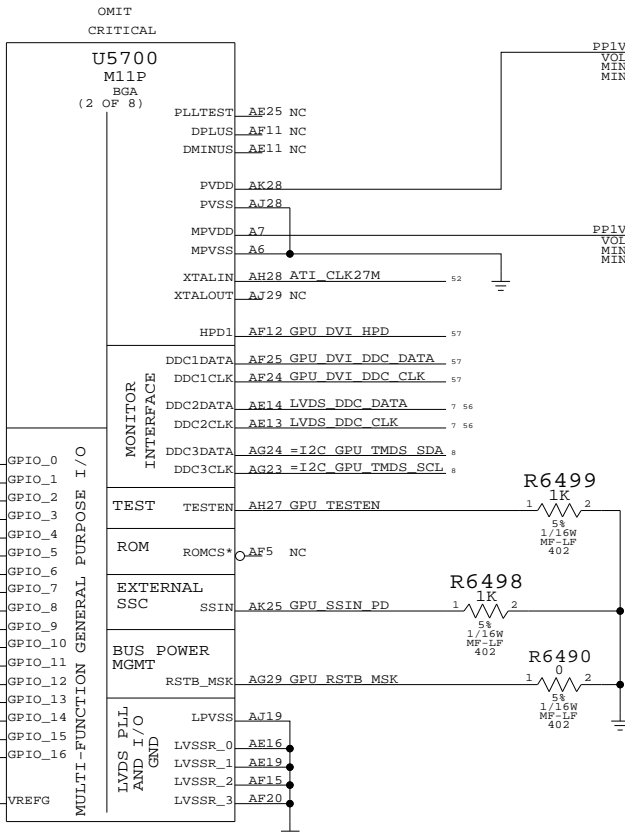 OMIT
CRITICAL
U5700
M11P
BGA
(2 OF 8)
PP1V
VOL
MIN
MIN
PLLTEST AE25 NC
DPLUS AF11 NC
DMINUS AE11 NC
PVDD AK28
PVSS AJ28
MPVDD A7
MPVSS A6
PP1V
VOL
MIN
MIN
XTALIN AH28 ATI_CLK27M 52
XTALOUT AJ29 NC
HPD1 AF12 GPU_DVI_HPD 57
MONITOR
INTERFACE
DDC1DATA AF25 GPU_DVI_DDC_DATA 57
DDC1CLK AF24 GPU_DVI_DDC_CLK 57
DDC2DATA AE14 LVDS_DDC_DATA 7 56
DDC2CLK AE13 LVDS_DDC_CLK 7 56
DDC3DATA AG24 =I2C_GPU_TMDS_SDA 8
DDC3CLK AG23 =I2C_GPU_TMDS_SCL 8
TEST TESTEN AH27 GPU_TESTEN
R6499
1K
1 2
5%
1/16W
MF-LF
402
ROM ROMCS* AF5 NC
EXTERNAL
SSC
SSIN AK25 GPU_SSIN_PD
R6498
1K
1 2
5%
1/16W
MF-LF
402
BUS POWER
MGMT
RSTB_MSK AG29 GPU_RSTB_MSK
R6490
0
1 2
5%
1/16W
MF-LF
402
LVDS PLL
AND I/O
GND
LPVSS AJ19
LVSSR_0 AE16
LVSSR_1 AE19
LVSSR_2 AF15
LVSSR_3 AF20
MULTI-FUNCTION GENERAL PURPOSE I/O
GPIO_0
GPIO_1
GPIO_2
GPIO_3
GPIO_4
GPIO_5
GPIO_6
GPIO_7
GPIO_8
GPIO_9
GPIO_10
GPIO_11
GPIO_12
GPIO_13
GPIO_14
GPIO_15
GPIO_16
VREFG